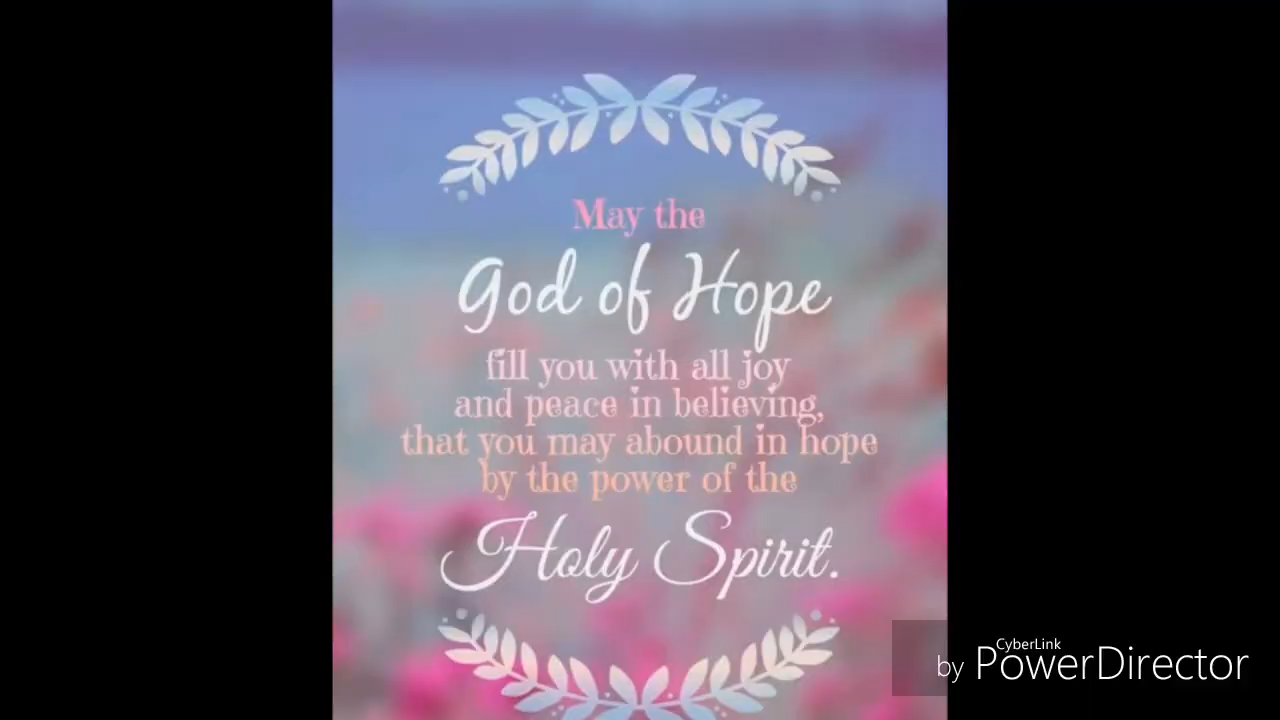 May the
God of Hope
fill you with all joy
and peace in believing,
that you may abound in hope
by the power of the
Holy Spirit.
CyberLink
by PowerDirector